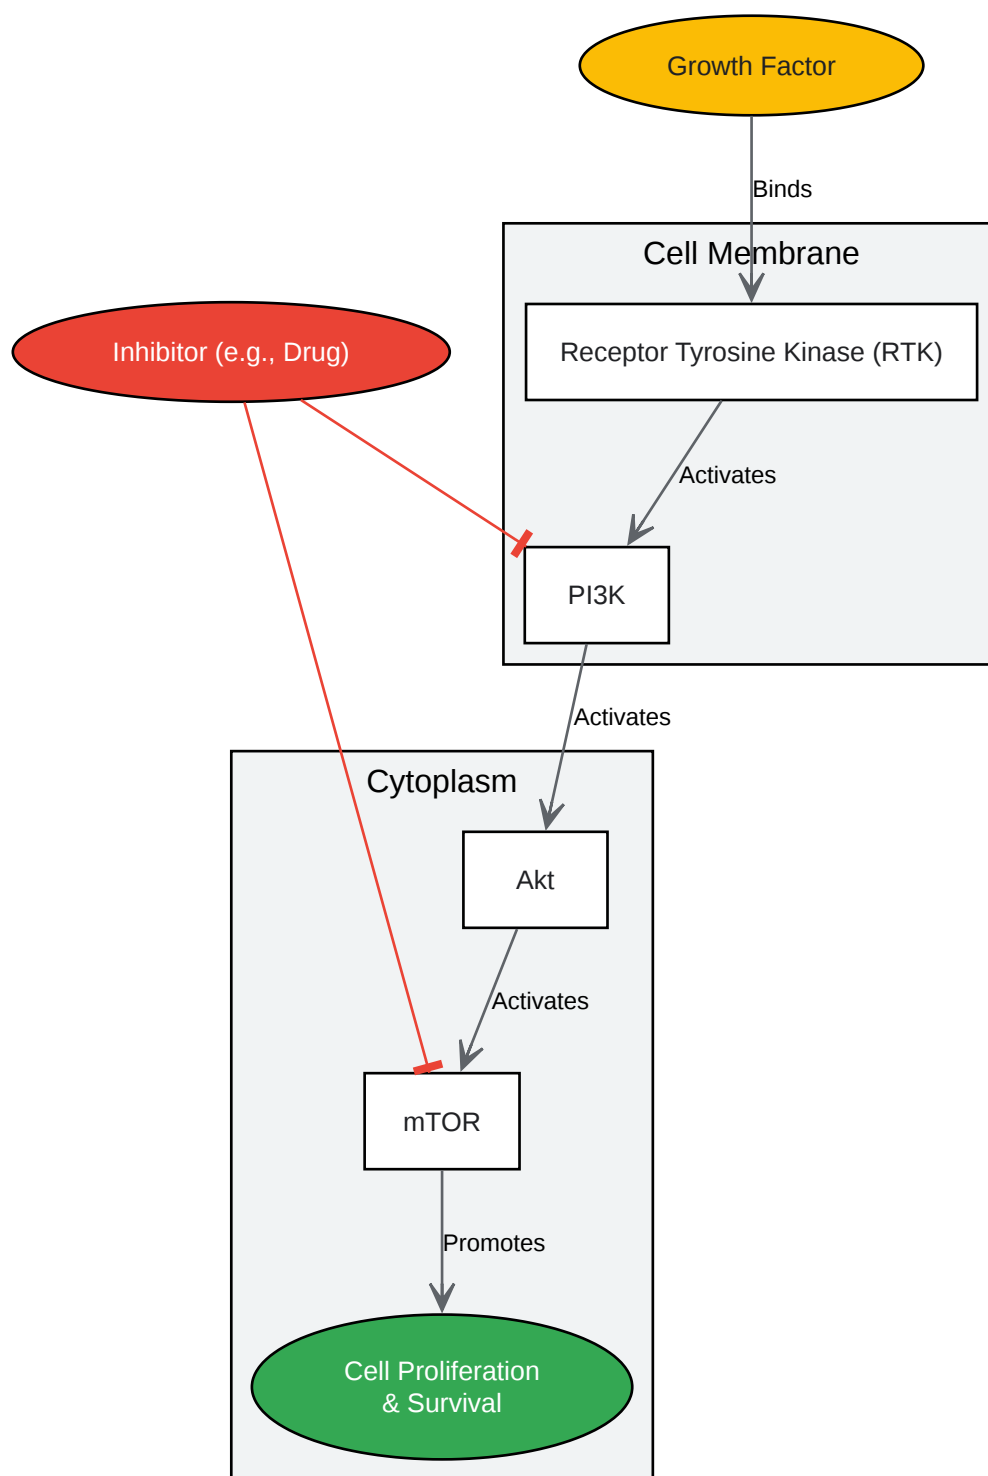 Growth Factor
Binds
Cell Membrane
Inhibitor (e.g., Drug)
Receptor Tyrosine Kinase (RTK)
Activates
PI3K
Activates
Cytoplasm
Akt
Activates
mTOR
Promotes
Cell Proliferation
& Survival